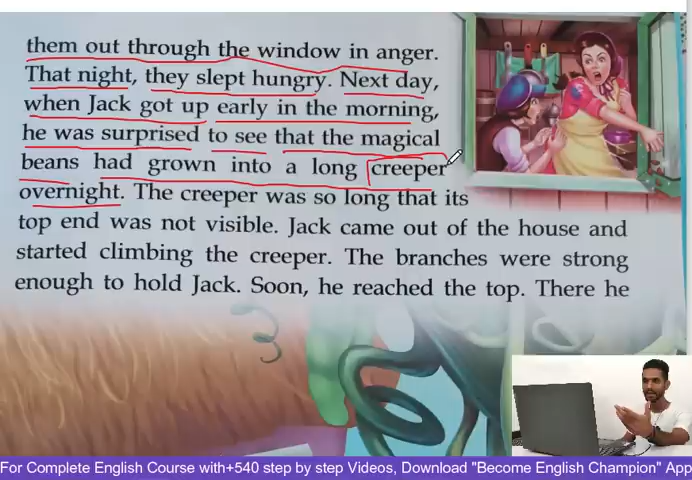 them out through the window in anger.
That night, they slept hungry. Next day,
when Jack got up early in the morning,
he was surprised to see that the magical
beans had grown into a long creeper
overnight. The creeper was so long that its
top end was not visible. Jack came out of the house and
started climbing the creeper. The branches were strong
enough to hold Jack. Soon, he reached the top. There he
For Complete English Course with+540 step by step Videos, Download "Become English Champion" App